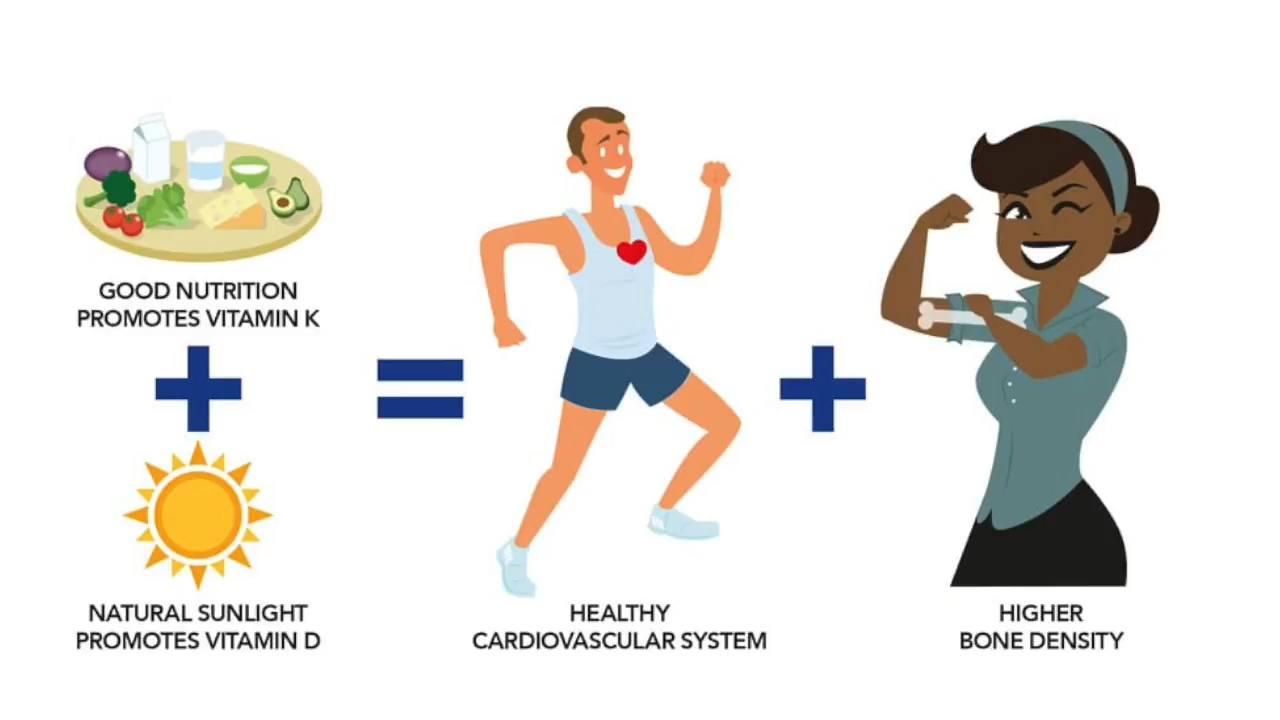 GOOD NUTRITION
PROMOTES VITAMIN K
NATURAL SUNLIGHT
PROMOTES VITAMIN D
HEALTHY
CARDIOVASCULAR SYSTEM
HIGHER
BONE DENSITY